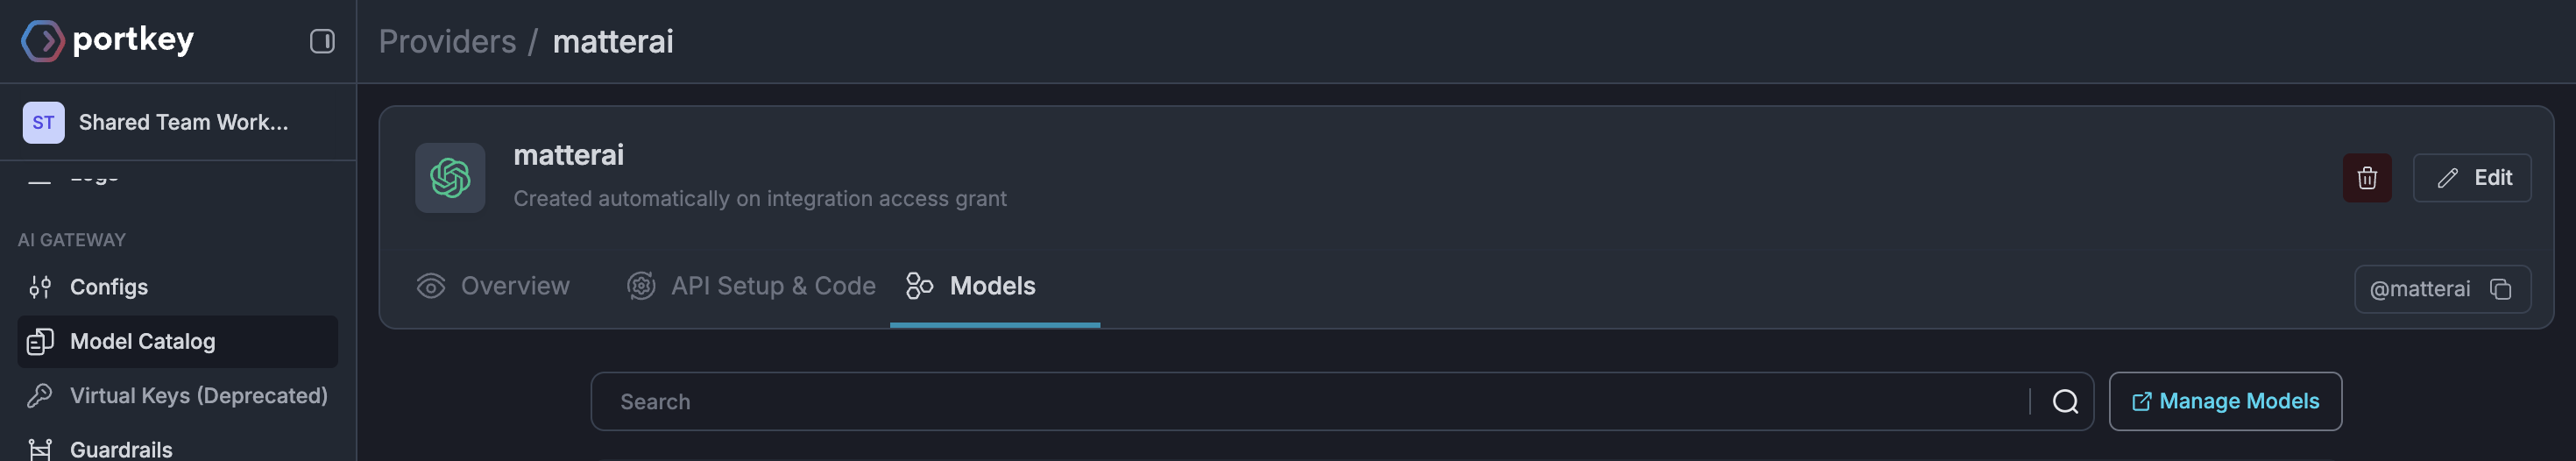 portkey
Providers / matterai
ST Shared Team Work...
Logs
AI GATEWAY
Configs
Model Catalog
Virtual Keys (Deprecated)
Guardrails
matterai
Created automatically on integration access grant
Edit
Overview
API Setup & Code
Models
@matterai
Search
Manage Models